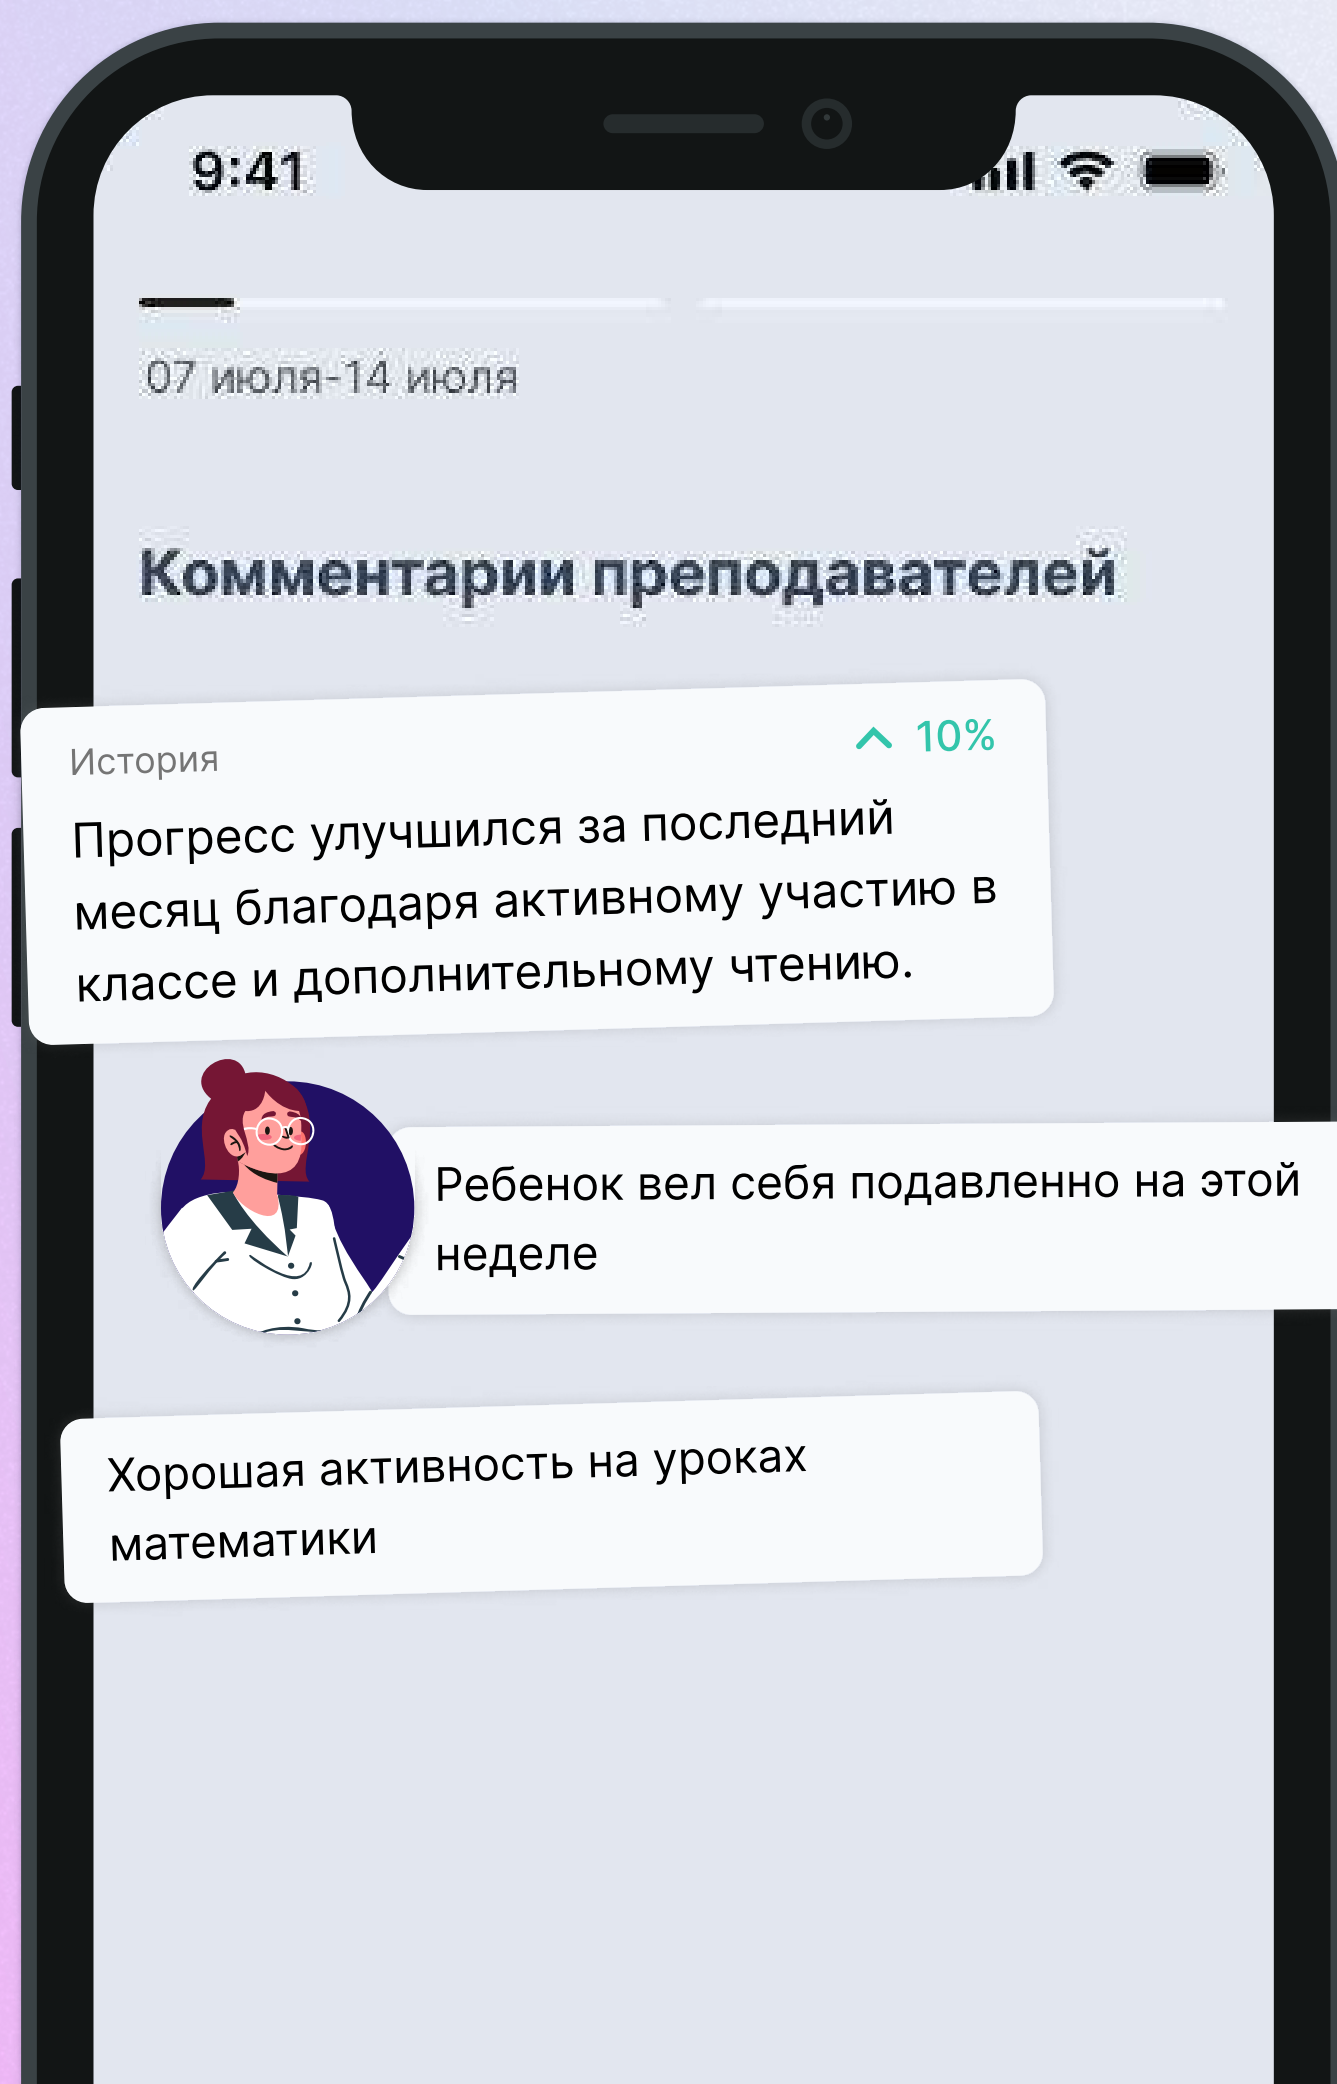 9:41
07 июля-14 июля
Комментарии преподавателей
История
10%
Прогресс улучшился за последний
месяц благодаря активному участию в
классе и дополнительному чтению.
Ребенок вел себя подавленно на этой
неделе
Хорошая активность на уроках
математики